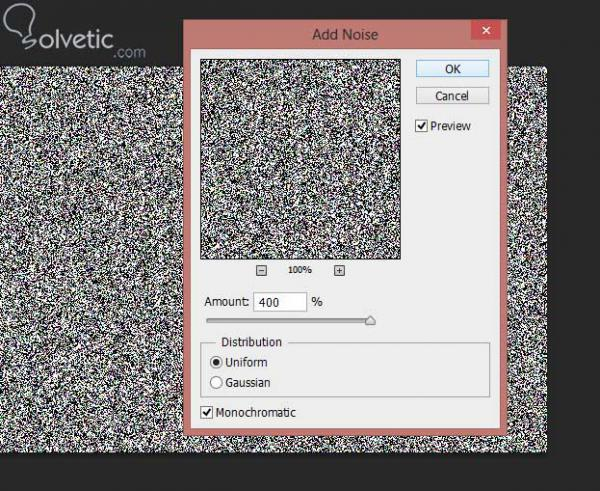 Solvetic
.com
Add Noise
OK
Cancel
Preview
100%
Amount: 400 %
Distribution
Uniform
Gaussian
Monochromatic